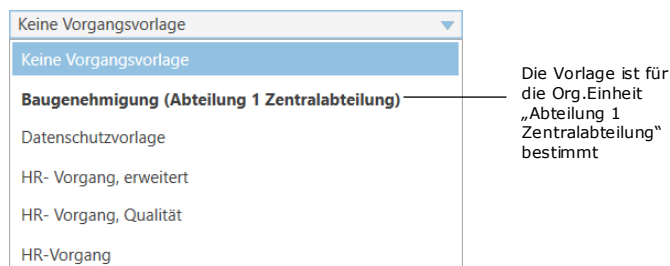 Keine Vorgangsvorlage
Keine Vorgangsvorlage
Baugenehmigung (Abteilung 1 Zentralabteilung)
Datenschutzvorlage
HR- Vorgang, erweitert
HR- Vorgang, Qualität
HR-Vorgang
Die Vorlage ist für
die Org.Einheit
„Abteilung 1
Zentralabteilung“
bestimmt